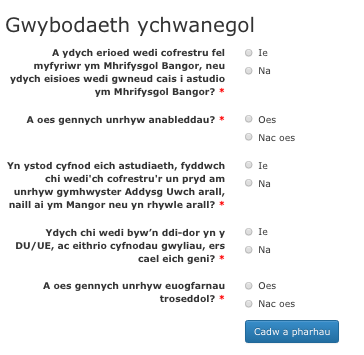 Gwybodaeth ychwanegol
A ydych erioed wedi cofrestru fel
myfyriwr ym Mhrifysgol Bangor, neu
ydych eisioes wedi gwneud cais i astudio
ym Mhrifysgol Bangor? *
Ie
Na
A oes gennych unrhyw anableddau? *
Oes
Nac oes
Yn ystod cyfnod eich astudiaeth, fyddwch
chi wedi'ch cofrestru'r un pryd am
unrhyw gymhwyster Addysg Uwch arall,
naill ai ym Mangor neu yn rhywle arall? *
Ie
Na
Ydych chi wedi byw’n ddi-dor yn y
DU/UE, ac eithrio cyfnodau gwyliau, ers
cael eich geni? *
Ie
Na
A oes gennych unrhyw euogfarnau
troseddol? *
Oes
Nac oes
Cadw a pharhau